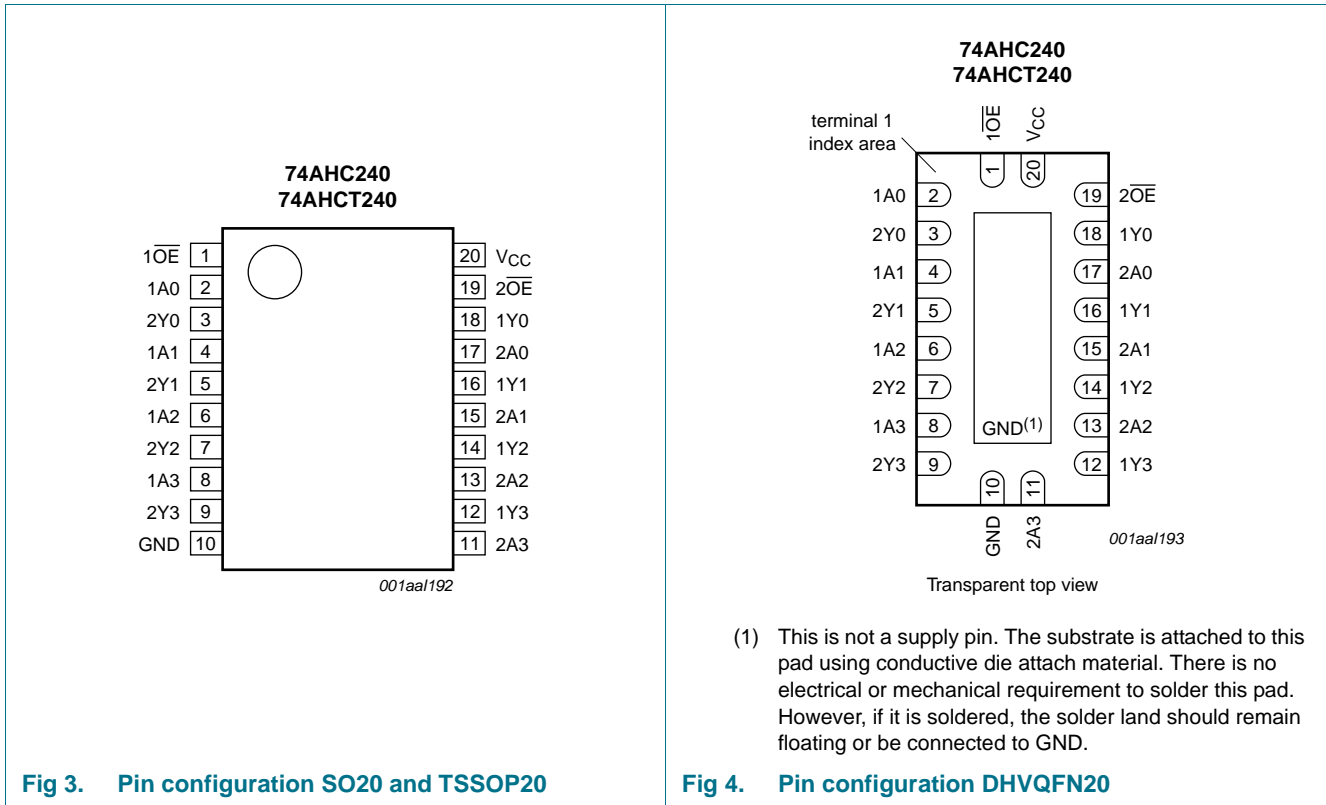 74AHC240
74AHCT240
1OE 1
1A0 2
2Y0 3
1A1 4
2Y1 5
1A2 6
2Y2 7
1A3 8
2Y3 9
GND 10
20 VCC
19 2OE
18 1Y0
17 2A0
16 1Y1
15 2A1
14 1Y2
13 2A2
12 1Y3
11 2A3
001aal192
Fig 3. Pin configuration SO20 and TSSOP20
74AHC240
74AHCT240
terminal 1
index area
1OE
VCC
1
20
1A0 2
2Y0 3
1A1 4
2Y1 5
1A2 6
2Y2 7
1A3 8
2Y3 9
19 2OE
18 1Y0
17 2A0
16 1Y1
15 2A1
14 1Y2
13 2A2
12 1Y3
GND(1)
10
11
GND
2A3
001aal193
Transparent top view
(1) This is not a supply pin. The substrate is attached to this
pad using conductive die attach material. There is no
electrical or mechanical requirement to solder this pad.
However, if it is soldered, the solder land should remain
floating or be connected to GND.
Fig 4. Pin configuration DHVQFN20